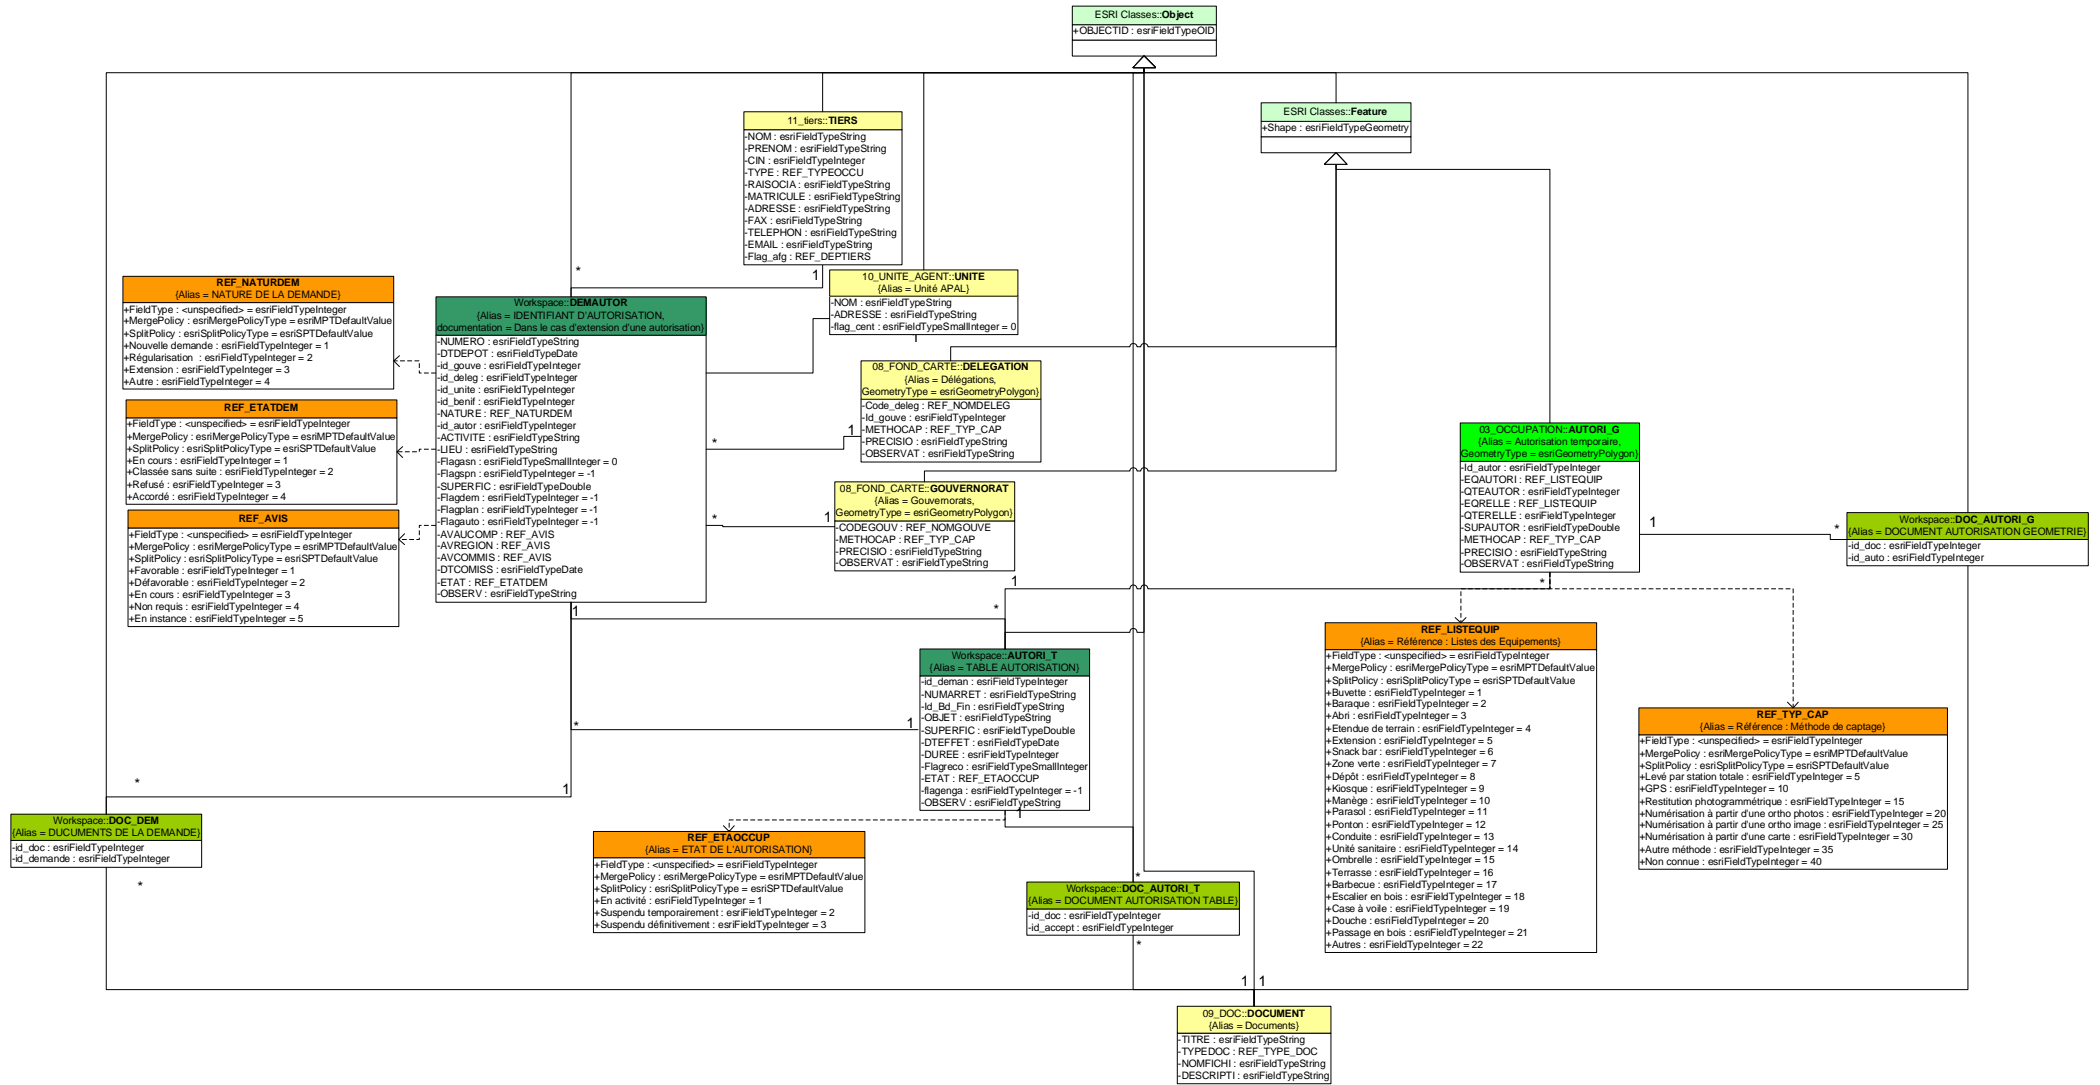 ESRI Classes::Object
+OBJECTID : esriFieldTypeOID
ESRI Classes::Feature
+Shape : esriFieldTypeGeometry
11_tiers::TIERS
-NOM : esriFieldTypeString
-PRENOM : esriFieldTypeString
-CIN : esriFieldTypeInteger
-TYPE : REF_TYPEOCCU
-RAISOCIA : esriFieldTypeString
-MATRICULE : esriFieldTypeString
-ADRESSE : esriFieldTypeString
-FAX : esriFieldTypeString
-TELEPHON : esriFieldTypeString
-EMAIL : esriFieldTypeString
-Flag_afg : REF_DEPTIERS
*
1
10_UNITE_AGENT::UNITE
{Alias = Unité APAL}
-NOM : esriFieldTypeString
-ADRESSE : esriFieldTypeString
-flag_cent : esriFieldTypeSmallInteger = 0
REF_NATURDEM
{Alias = NATURE DE LA DEMANDE}
+FieldType : <unspecified> = esriFieldTypeInteger
+MergePolicy : esriMergePolicyType = esriMPTDefaultValue
+SplitPolicy : esriSplitPolicyType = esriSPTDefaultValue
+Nouvelle demande : esriFieldTypeInteger = 1
+Régularisation  : esriFieldTypeInteger = 2
+Extension : esriFieldTypeInteger = 3
+Autre : esriFieldTypeInteger = 4
Workspace::DEMAUTOR
{Alias = IDENTIFIANT D'AUTORISATION,
documentation = Dans le cas d'extension d'une autorisation}
-NUMERO : esriFieldTypeString
-DTDEPOT : esriFieldTypeDate
-id_gouve : esriFieldTypeInteger
-id_deleg : esriFieldTypeInteger
-id_unite : esriFieldTypeInteger
-id_benif : esriFieldTypeInteger
-NATURE : REF_NATURDEM
-id_autor : esriFieldTypeInteger
-ACTIVITE : esriFieldTypeString
-LIEU : esriFieldTypeString
-Flagasn : esriFieldTypeSmallInteger = 0
-Flagspn : esriFieldTypeInteger = -1
-SUPERFIC : esriFieldTypeDouble
-Flagdem : esriFieldTypeInteger = -1
-Flagplan : esriFieldTypeInteger = -1
-Flagauto : esriFieldTypeInteger = -1
-AVAUCOMP : REF_AVIS
-AVREGION : REF_AVIS
-AVCOMMIS : REF_AVIS
-DTCOMISS : esriFieldTypeDate
-ETAT : REF_ETATDEM
-OBSERV : esriFieldTypeString
08_FOND_CARTE::DELEGATION
{Alias = Délégations,
GeometryType = esriGeometryPolygon}
-Code_deleg : REF_NOMDELEG
-Id_gouve : esriFieldTypeInteger
-METHOCAP : REF_TYP_CAP
-PRECISIO : esriFieldTypeString
-OBSERVAT : esriFieldTypeString
*
1
REF_ETATDEM
+FieldType : <unspecified> = esriFieldTypeInteger
+MergePolicy : esriMergePolicyType = esriMPTDefaultValue
+SplitPolicy : esriSplitPolicyType = esriSPTDefaultValue
+En cours : esriFieldTypeInteger = 1
+Classée sans suite : esriFieldTypeInteger = 2
+Refusé : esriFieldTypeInteger = 3
+Accordé : esriFieldTypeInteger = 4
03_OCCUPATION::AUTORI_G
{Alias = Autorisation temporaire,
GeometryType = esriGeometryPolygon}
-Id_autor : esriFieldTypeInteger
-EQAUTORI : REF_LISTEQUIP
-QTEAUTOR : esriFieldTypeInteger
-EQRELLE : REF_LISTEQUIP
-QTERELLE : esriFieldTypeInteger
-SUPAUTOR : esriFieldTypeDouble
-METHOCAP : REF_TYP_CAP
-PRECISIO : esriFieldTypeString
-OBSERVAT : esriFieldTypeString
08_FOND_CARTE::GOUVERNORAT
{Alias = Gouvernorats,
GeometryType = esriGeometryPolygon}
-CODEGOUV : REF_NOMGOUVE
-METHOCAP : REF_TYP_CAP
-PRECISIO : esriFieldTypeString
-OBSERVAT : esriFieldTypeString
*
1
REF_AVIS
+FieldType : <unspecified> = esriFieldTypeInteger
+MergePolicy : esriMergePolicyType = esriMPTDefaultValue
+SplitPolicy : esriSplitPolicyType = esriSPTDefaultValue
+Favorable : esriFieldTypeInteger = 1
+Défavorable : esriFieldTypeInteger = 2
+En cours : esriFieldTypeInteger = 3
+Non requis : esriFieldTypeInteger = 4
+En instance : esriFieldTypeInteger = 5
1
*
Workspace::DOC_AUTORI_G
{Alias = DOCUMENT AUTORISATION GEOMETRIE}
-id_doc : esriFieldTypeInteger
-id_auto : esriFieldTypeInteger
1
*
1
*
REF_LISTEQUIP
{Alias = Référence : Listes des Equipements}
+FieldType : <unspecified> = esriFieldTypeInteger
+MergePolicy : esriMergePolicyType = esriMPTDefaultValue
+SplitPolicy : esriSplitPolicyType = esriSPTDefaultValue
+Buvette : esriFieldTypeInteger = 1
+Baraque : esriFieldTypeInteger = 2
+Abri : esriFieldTypeInteger = 3
+Etendue de terrain : esriFieldTypeInteger = 4
+Extension : esriFieldTypeInteger = 5
+Snack bar : esriFieldTypeInteger = 6
+Zone verte : esriFieldTypeInteger = 7
+Dépôt : esriFieldTypeInteger = 8
+Kiosque : esriFieldTypeInteger = 9
+Manège : esriFieldTypeInteger = 10
+Parasol : esriFieldTypeInteger = 11
+Ponton : esriFieldTypeInteger = 12
+Conduite : esriFieldTypeInteger = 13
+Unité sanitaire : esriFieldTypeInteger = 14
+Ombrelle : esriFieldTypeInteger = 15
+Terrasse : esriFieldTypeInteger = 16
+Barbecue : esriFieldTypeInteger = 17
+Escalier en bois : esriFieldTypeInteger = 18
+Case à voile : esriFieldTypeInteger = 19
+Douche : esriFieldTypeInteger = 20
+Passage en bois : esriFieldTypeInteger = 21
+Autres : esriFieldTypeInteger = 22
Workspace::AUTORI_T
{Alias = TABLE AUTORISATION}
-id_deman : esriFieldTypeInteger
-NUMARRET : esriFieldTypeString
-Id_Bd_Fin : esriFieldTypeString
-OBJET : esriFieldTypeString
-SUPERFIC : esriFieldTypeDouble
-DTEFFET : esriFieldTypeDate
-DUREE : esriFieldTypeInteger
-Flagreco : esriFieldTypeSmallInteger
-ETAT : REF_ETAOCCUP
-flagenga : esriFieldTypeInteger = -1
-OBSERV : esriFieldTypeString
*
1
1
REF_TYP_CAP
{Alias = Référence : Méthode de captage}
+FieldType : <unspecified> = esriFieldTypeInteger
+MergePolicy : esriMergePolicyType = esriMPTDefaultValue
+SplitPolicy : esriSplitPolicyType = esriSPTDefaultValue
+Levé par station totale : esriFieldTypeInteger = 5
+GPS : esriFieldTypeInteger = 10
+Restitution photogrammétrique : esriFieldTypeInteger = 15
+Numérisation à partir d'une ortho photos : esriFieldTypeInteger = 20
+Numérisation à partir d'une ortho image : esriFieldTypeInteger = 25
+Numérisation à partir d'une carte : esriFieldTypeInteger = 30
+Autre méthode : esriFieldTypeInteger = 35
+Non connue : esriFieldTypeInteger = 40
*
1
Workspace::DOC_DEM
{Alias = DUCUMENTS DE LA DEMANDE}
-id_doc : esriFieldTypeInteger
-id_demande : esriFieldTypeInteger
*
REF_ETAOCCUP
{Alias = ETAT DE L'AUTORISATION}
+FieldType : <unspecified> = esriFieldTypeInteger
+MergePolicy : esriMergePolicyType = esriMPTDefaultValue
+SplitPolicy : esriSplitPolicyType = esriSPTDefaultValue
+En activité : esriFieldTypeInteger = 1
+Suspendu temporairement : esriFieldTypeInteger = 2
+Suspendu définitivement : esriFieldTypeInteger = 3
*
Workspace::DOC_AUTORI_T
{Alias = DOCUMENT AUTORISATION TABLE}
-id_doc : esriFieldTypeInteger
-id_accept : esriFieldTypeInteger
*
1
1
09_DOC::DOCUMENT
{Alias = Documents}
-TITRE : esriFieldTypeString
-TYPEDOC : REF_TYPE_DOC
-NOMFICHI : esriFieldTypeString
-DESCRIPTI : esriFieldTypeString